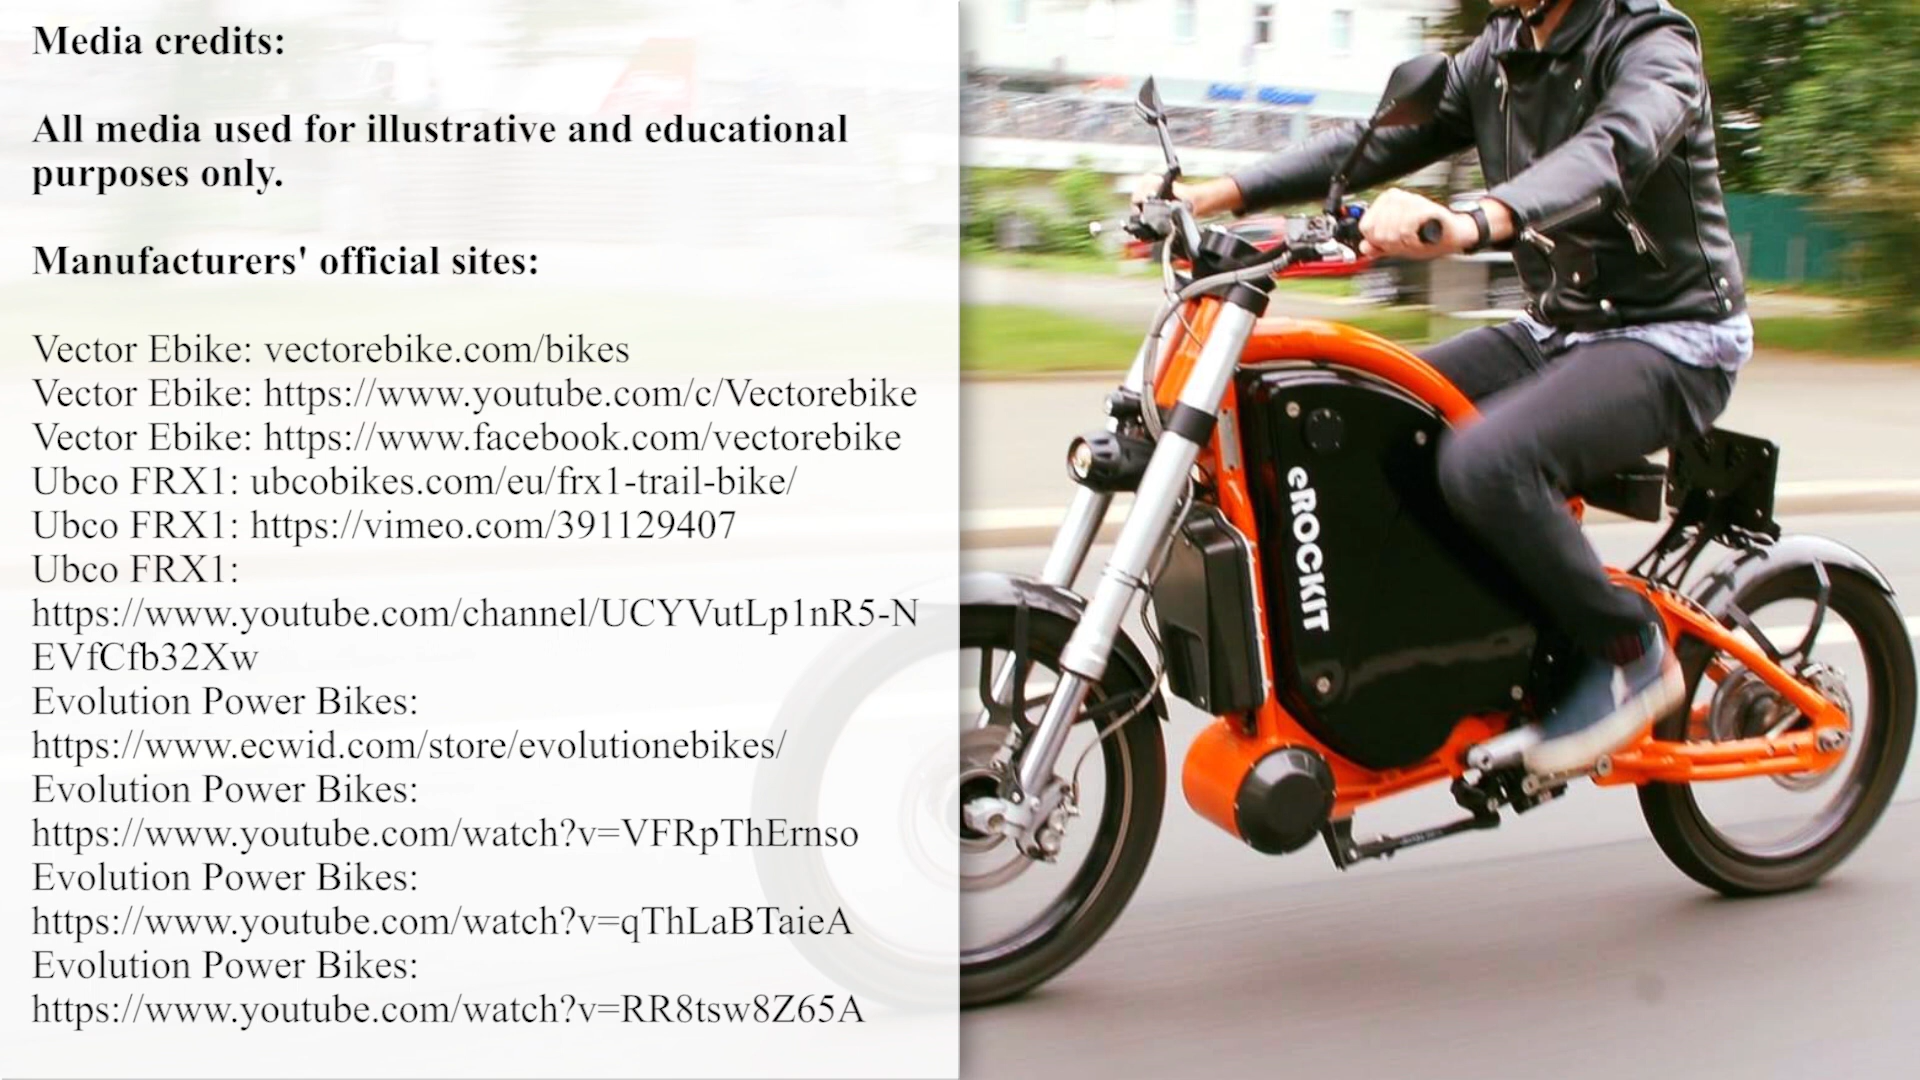 Media credits:
All media used for illustrative and educational
purposes only.
Manufacturers' official sites:
Vector Ebike: vectorebike.com/bikes
Vector Ebike: https://www.youtube.com/c/Vectorebike
Vector Ebike: https://www.facebook.com/vectorebike
Ubco FRX1: ubcobikes.com/eu/frx1-trail-bike/
Ubco FRX1: https://vimeo.com/391129407
Ubco FRX1:
https://www.youtube.com/channel/UCYVutLp1nR5-N
EVfCfb32Xw
Evolution Power Bikes:
https://www.ecwid.com/store/evolutionebikes/
Evolution Power Bikes:
https://www.youtube.com/watch?v=VFRpThErnso
Evolution Power Bikes:
https://www.youtube.com/watch?v=qThLaBTaieA
Evolution Power Bikes:
https://www.youtube.com/watch?v=RR8tsw8Z65A
eROCKIT